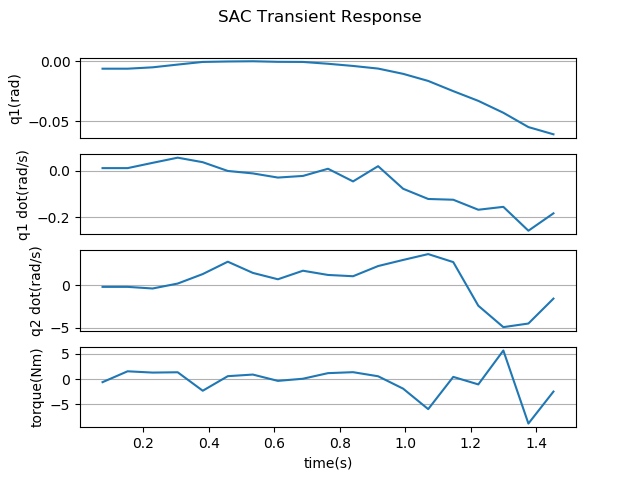 SAC Transient Response
q1(rad)
0.00
−0.05
q1 dot(rad/s)
0.0
−0.2
q2 dot(rad/s)
0
−5
torque(Nm)
5
0
−5
0.2 0.4 0.6 0.8 1.0 1.2 1.4
time(s)